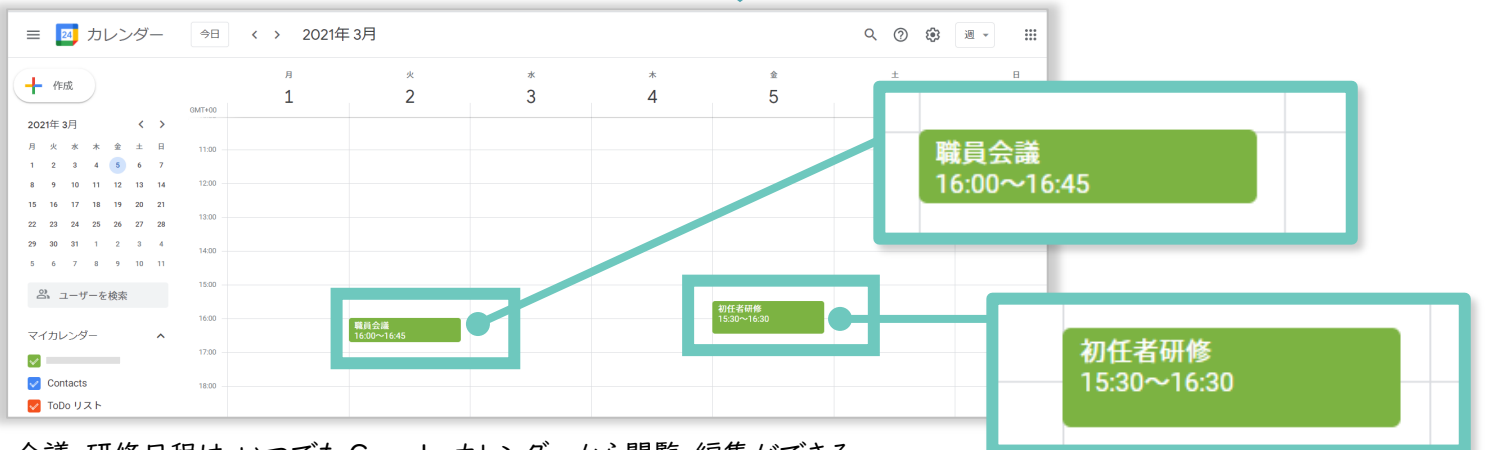 24 カレンダー 今日 < > 2021年 3月 週
作成
月 火 水 木 金 土 日
1 2 3 4 5
GMT+00
2021年 3月 < >
月 火 水 木 金 土 日
1 2 3 4 5 6 7
8 9 10 11 12 13 14
15 16 17 18 19 20 21
22 23 24 25 26 27 28
29 30 31 1 2 3 4
5 6 7 8 9 10 11
ユーザーを検索
マイカレンダー
Contacts
ToDo リスト
11:00
12:00
13:00
14:00
15:00
16:00
17:00
18:00
職員会議
16:00～16:45
初任者研修
15:30～16:30
職員会議
16:00～16:45
初任者研修
15:30～16:30